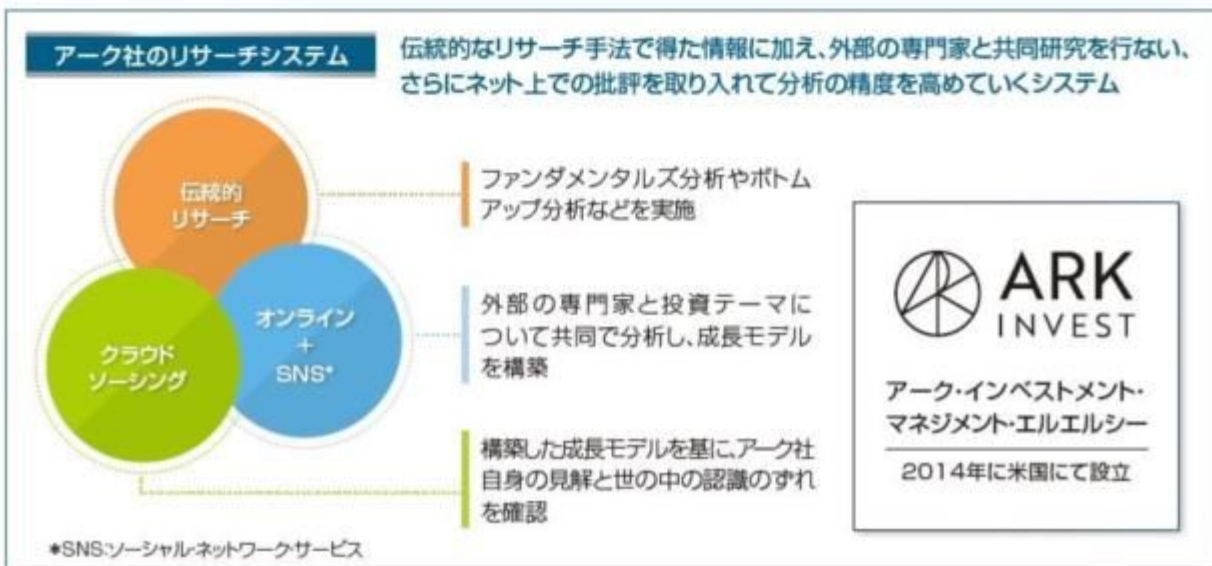 アーク社のリサーチシステム
伝統的なリサーチ手法で得た情報に加え、外部の専門家と共同研究を行ない、
さらにネット上での批評を取り入れて分析の精度を高めていくシステム
伝統的
リサーチ
ファンダメンタルズ分析やボトム
アップ分析などを実施
オンライン
+
SNS*
外部の専門家と投資テーマに
ついて共同で分析し、成長モデル
を構築
クラウド
ソーシング
構築した成長モデルを基に、アーク社
自身の見解と世の中の認識のずれ
を確認
*SNS:ソーシャル・ネットワーク・サービス
ARK
INVEST
アーク・インベストメント・
マネジメント・エルエルシー
2014年に米国にて設立